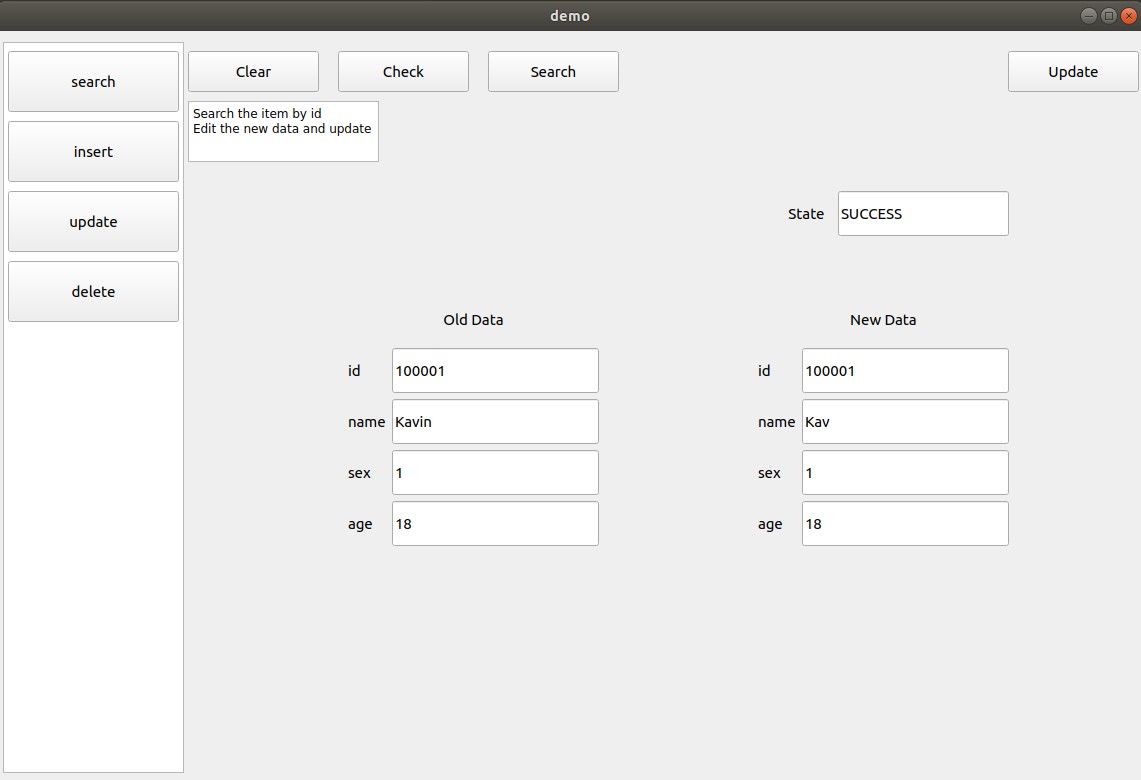 demo
search
insert
update
delete
Clear
Check
Search
Update
Search the item by id
Edit the new data and update
State
SUCCESS
Old Data
id
100001
name
Kavin
sex
1
age
18
New Data
id
100001
name
Kav
sex
1
age
18